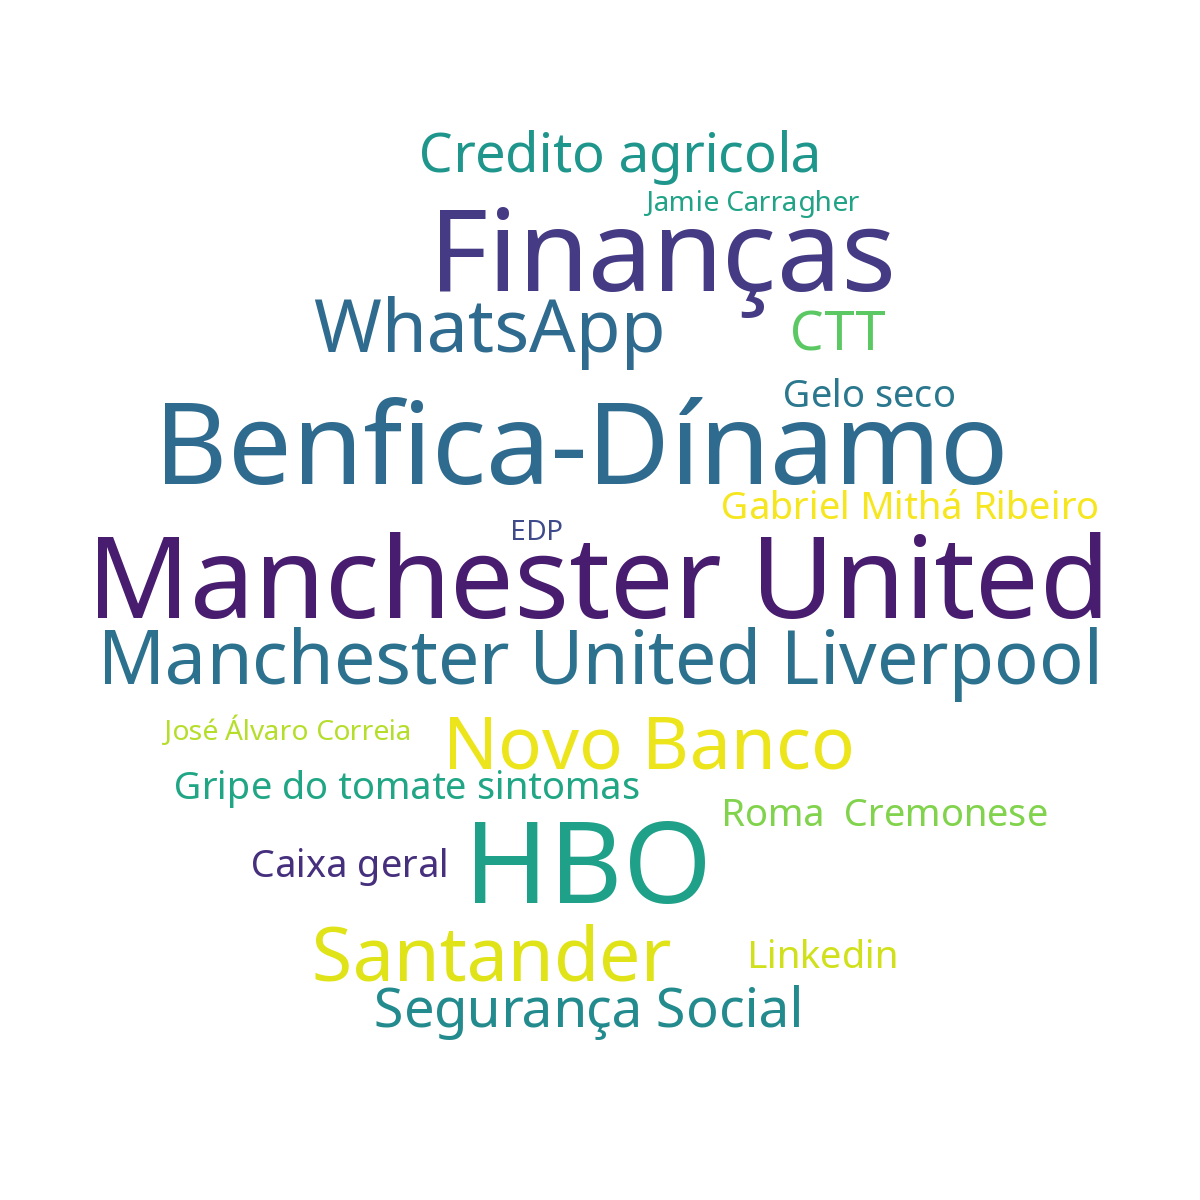 Credito agricola
Jamie Carragher
Finanças
WhatsApp
CTT
Gelo seco
Benfica-Dínamo
Gabriel Mithá Ribeiro
EDP
Manchester United
Manchester United Liverpool
José Álvaro Correia
Novo Banco
Gripe do tomate sintomas
Roma Cremonese
HBO
Caixa geral
Santander
Linkedin
Segurança Social